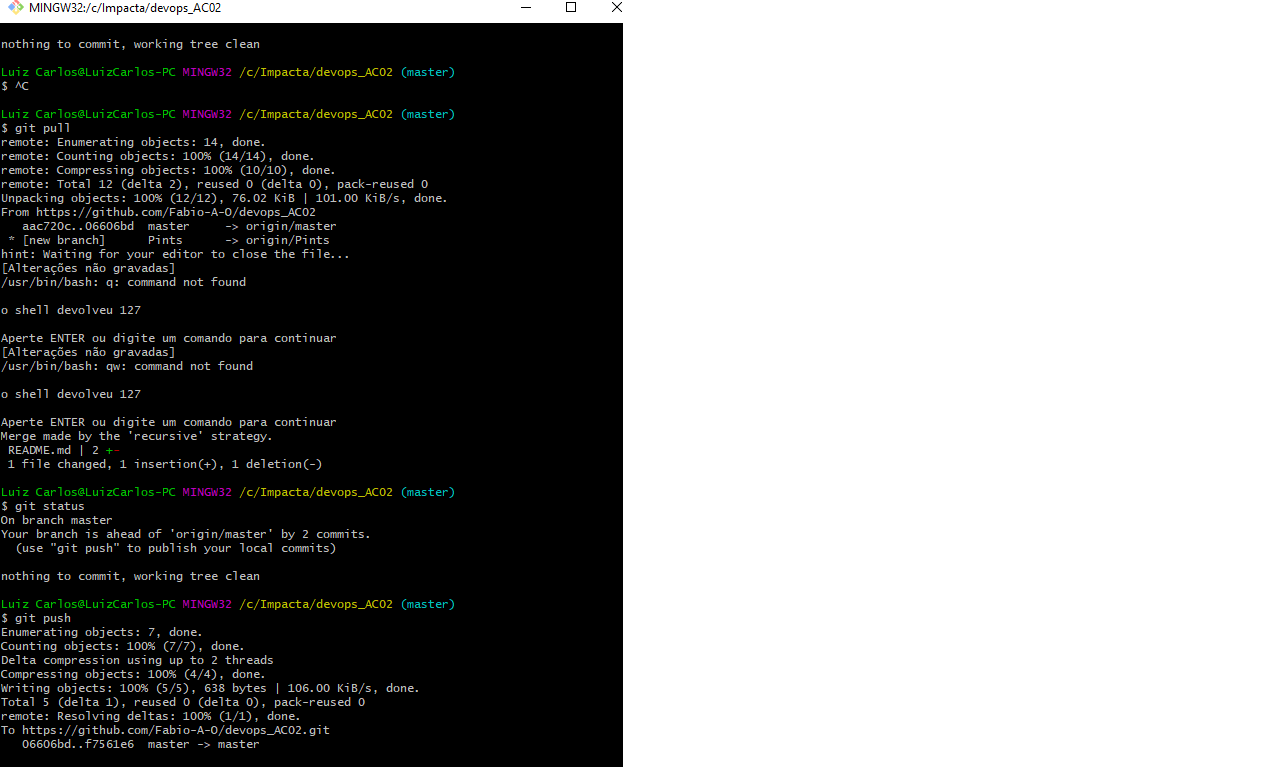 MINGW32:/c/Impacta/devops_AC02
nothing to commit, working tree clean
Luiz Carlos@LuizCarlos-PC MINGW32 /c/Impacta/devops_AC02 (master)
$ ^C
Luiz Carlos@LuizCarlos-PC MINGW32 /c/Impacta/devops_AC02 (master)
$ git pull
remote: Enumerating objects: 14, done.
remote: Counting objects: 100% (14/14), done.
remote: Compressing objects: 100% (10/10), done.
remote: Total 12 (delta 2), reused 0 (delta 0), pack-reused 0
Unpacking objects: 100% (12/12), 76.02 KiB | 101.00 KiB/s, done.
From https://github.com/Fabio-A-O/devops_AC02
   aac720c..06606bd  master     -> origin/master
 * [new branch]      Pints      -> origin/Pints
hint: Waiting for your editor to close the file...
[Alterações não gravadas]
/usr/bin/bash: q: command not found
o shell devolveu 127
Aperte ENTER ou digite um comando para continuar
[Alterações não gravadas]
/usr/bin/bash: qw: command not found
o shell devolveu 127
Aperte ENTER ou digite um comando para continuar
Merge made by the 'recursive' strategy.
 README.md | 2 +-
 1 file changed, 1 insertion(+), 1 deletion(-)
Luiz Carlos@LuizCarlos-PC MINGW32 /c/Impacta/devops_AC02 (master)
$ git status
On branch master
Your branch is ahead of 'origin/master' by 2 commits.
  (use "git push" to publish your local commits)
nothing to commit, working tree clean
Luiz Carlos@LuizCarlos-PC MINGW32 /c/Impacta/devops_AC02 (master)
$ git push
Enumerating objects: 7, done.
Counting objects: 100% (7/7), done.
Delta compression using up to 2 threads
Compressing objects: 100% (4/4), done.
Writing objects: 100% (5/5), 638 bytes | 106.00 KiB/s, done.
Total 5 (delta 1), reused 0 (delta 0), pack-reused 0
remote: Resolving deltas: 100% (1/1), done.
To https://github.com/Fabio-A-O/devops_AC02.git
   06606bd..f7561e6  master -> master